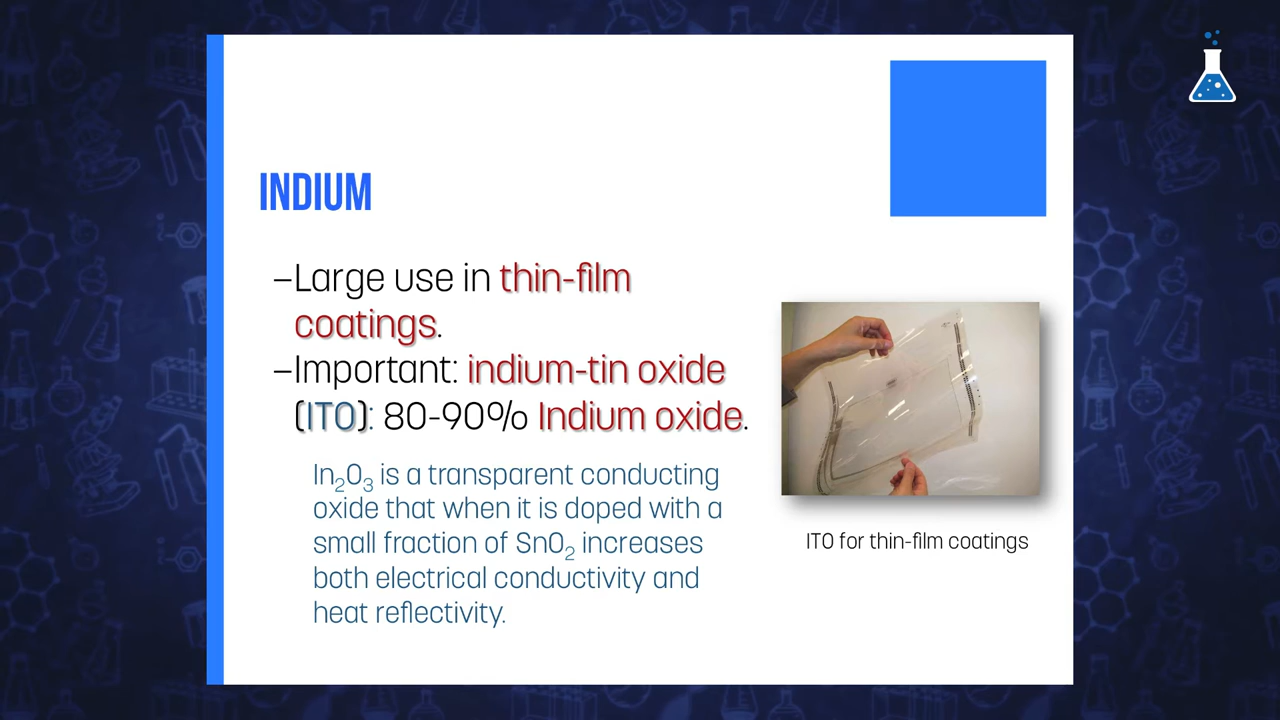 INDIUM
–Large use in thin-film
coatings.
–Important: indium-tin oxide
(ITO): 80-90% Indium oxide.
In₂O₃ is a transparent conducting
oxide that when it is doped with a
small fraction of SnO₂ increases
both electrical conductivity and
heat reflectivity.
ITO for thin-film coatings